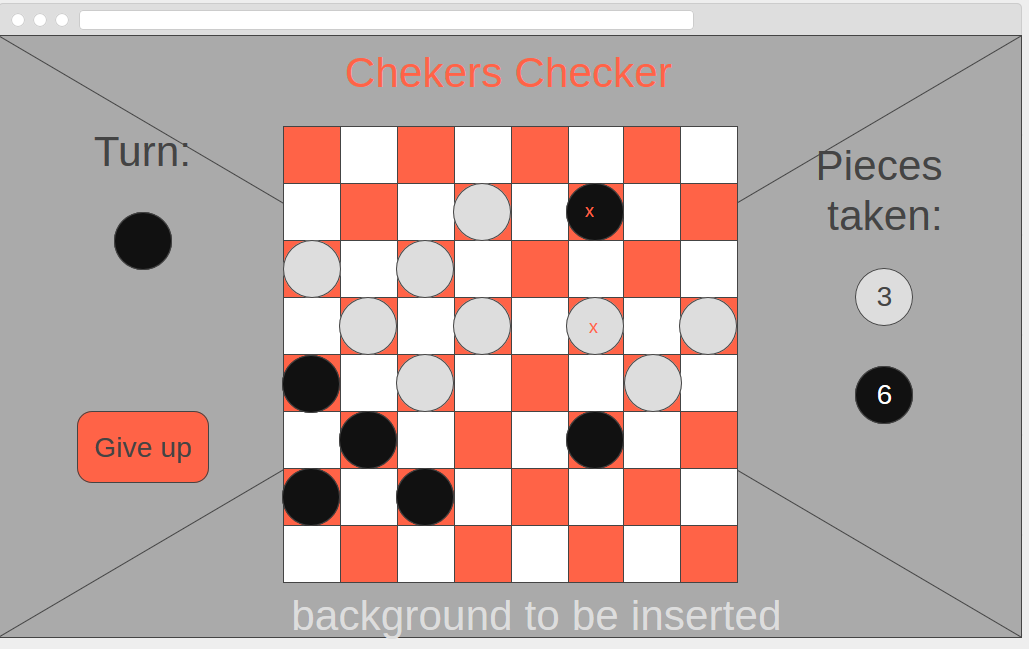 Chekers Checker
Turn:
Pieces
taken:
x
3
x
6
Give up
background to be inserted